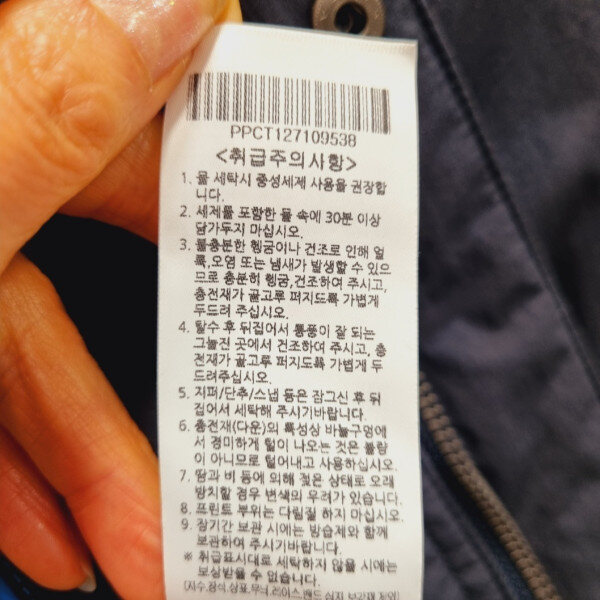 PPCT127109538
<취급주의사항>
1. 물 세탁시 중성세제 사용을 권장합
니다.
2. 세제를 포함한 물 속에 30분 이상
담가두지 마십시오.
3. 불충분한 헹굼이나 건조로 인해 얼
룩,오염 또는 냄새가 발생할 수 있으
므로 충분히 헹굼,건조하여 주시고,
충전재가 골고루 퍼지도록 가볍게
두드려 주십시오.
4. 탈수 후 뒤집어서 통풍이 잘 되는
그늘진 곳에서 건조하여 주시고, 충
전재가 골고루 퍼지도록 가볍게 두
드려주십시오.
5. 지퍼/단추/스냅 등은 잠그신 후 뒤
집어서 세탁해 주시기바랍니다.
6. 충전재(다운)의 특성상 바늘구멍에
서 경미하게 털이 나오는 것은 불량
이 아니므로 털어내고 사용하십시오.
7. 땀과 비 등에 의해 젖은 상태로 오래
방치할 경우 변색의 우려가 있습니다.
8. 프린트 부위는 다림질 하지 마십시오.
9. 장기간 보관 시에는 방습제와 함께
보관하여 주시기바랍니다.
※ 취급표시대로 세탁하지 않을 시에는
보상받을 수 없습니다.